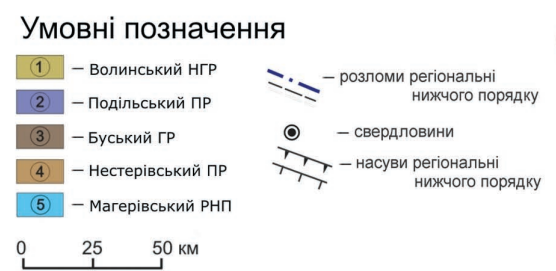 Умовні позначення
1 — Волинський НГР
2 — Подільський ПР
3 — Буський ГР
4 — Нестерівський ПР
5 — Магерівський РНП
0 25 50 км
— розломи регіональні
нижчого порядку
— свердловини
— насуви регіональні
нижчого порядку